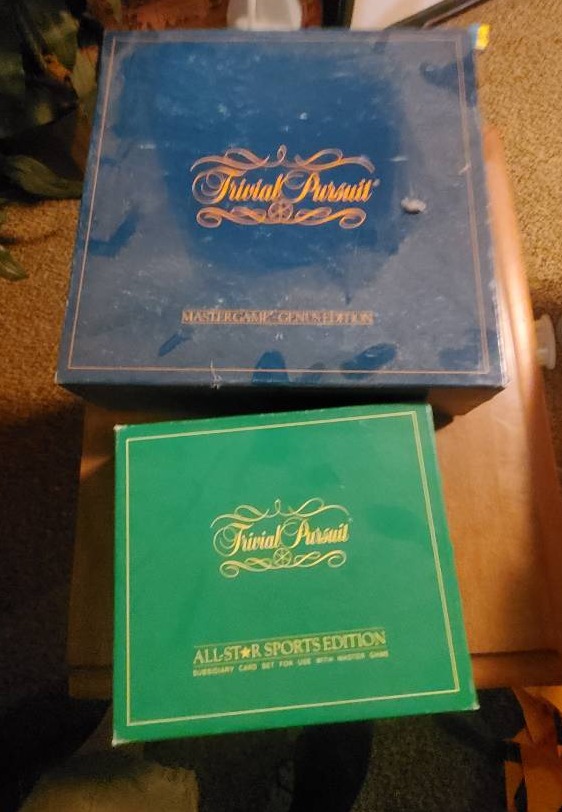 Trivial Pursuit®
MASTER GAME - GENUS EDITION
Trivial Pursuit
ALL-ST★R SPORTS EDITION
SUBSIDIARY CARD SET FOR USE WITH MASTER GAME